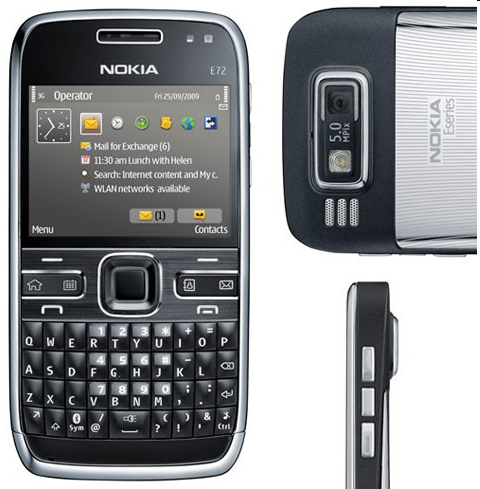 NOKIA
E72
3G Operator Fri 25/09/2009
25
Mail for Exchange (6)
11:30 am Lunch with Helen
Search: Internet content and My c.
WLAN networks available
(1)
Menu Contacts
1 2 3 * + =
Q W E R T Y U I O P
4 5 6 # - !
A S D F G H J K L
7 8 9
Z X C V B N M , ; . :
0
Sym @ / ? ( ) , ' & Ctrl
5.0
MPIX
NOKIA
Eseries